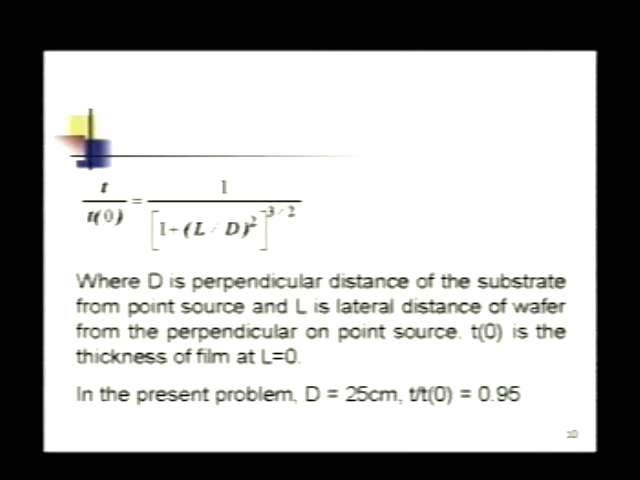 t/t(0) = 1/[1+(L/D)²]^3/2
Where D is perpendicular distance of the substrate
from point source and L is lateral distance of wafer
from the perpendicular on point source. t(0) is the
thickness of film at L=0.
In the present problem, D = 25cm, t/t(0) = 0.95